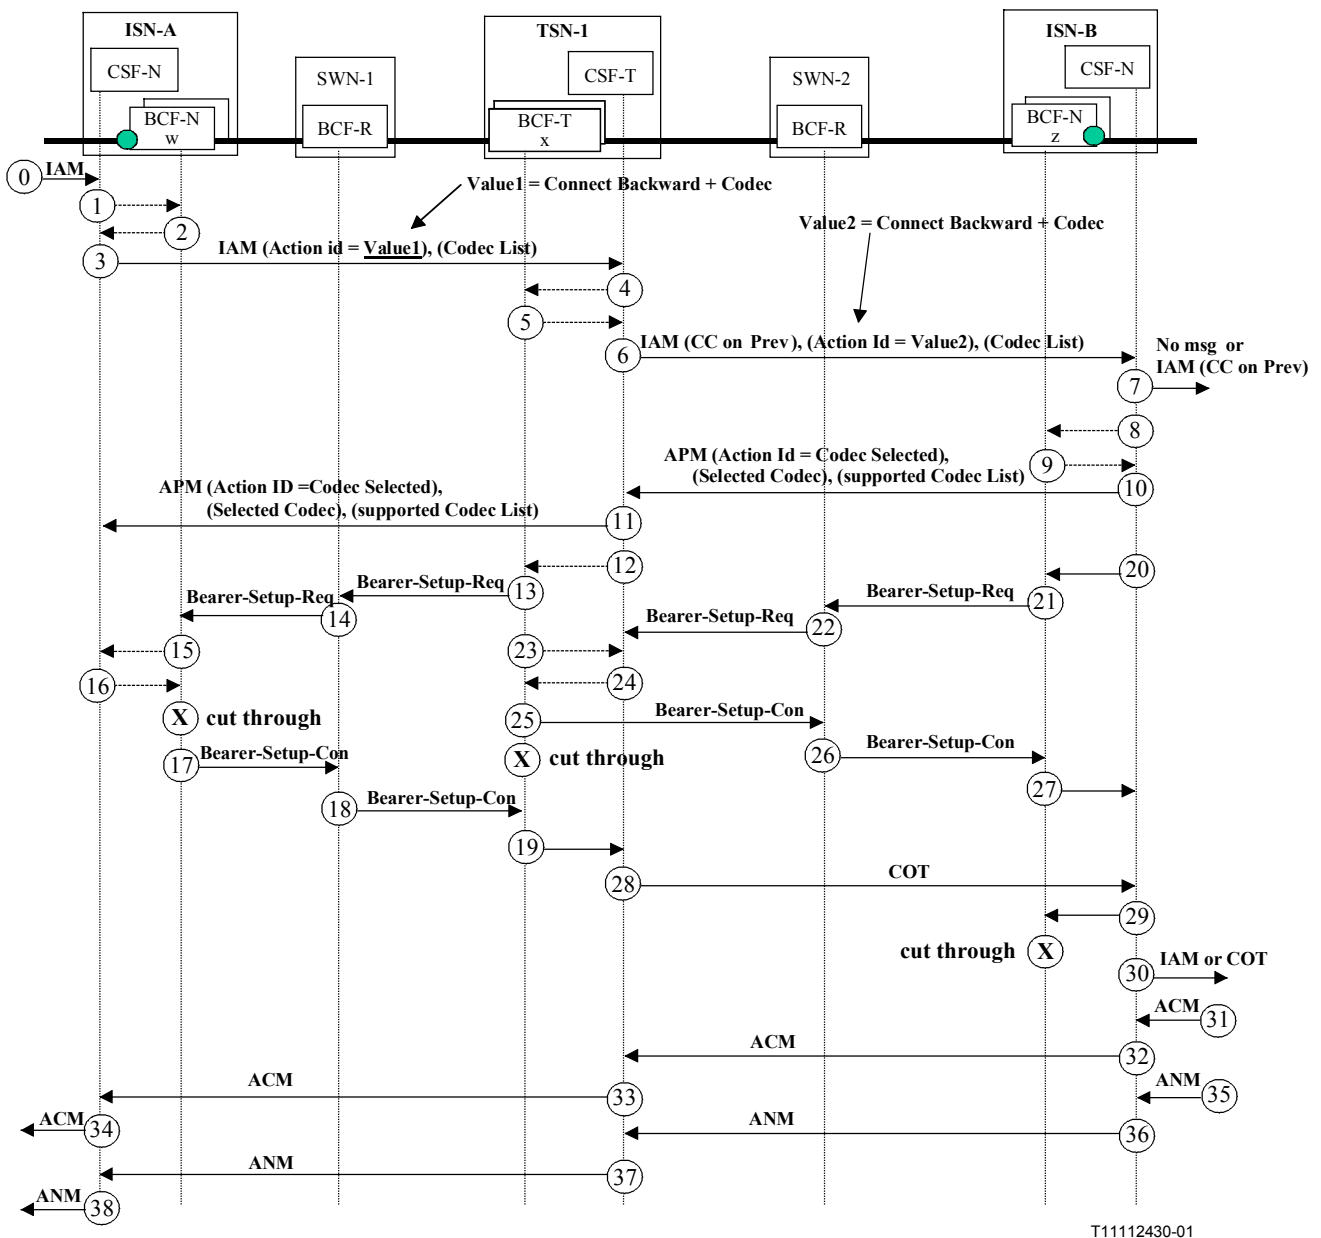 ISN-A
TSN-1
ISN-B
CSF-N
SWN-1
CSF-T
SWN-2
CSF-N
BCF-N
w
BCF-R
BCF-T
x
BCF-R
BCF-N
z
0
IAM
1
Value1 = Connect Backward + Codec
2
Value2 = Connect Backward + Codec
3
IAM (Action id = Value1), (Codec List)
4
5
6
IAM (CC on Prev), (Action Id = Value2), (Codec List)
No msg or
IAM (CC on Prev)
7
8
9
APM (Action Id = Codec Selected),
(Selected Codec), (supported Codec List)
10
APM (Action ID =Codec Selected),
(Selected Codec), (supported Codec List)
11
12
20
Bearer-Setup-Req
13
Bearer-Setup-Req
14
Bearer-Setup-Req
21
Bearer-Setup-Req
22
15
23
16
24
X cut through
25
Bearer-Setup-Con
17
Bearer-Setup-Con
X cut through
26
Bearer-Setup-Con
27
18
Bearer-Setup-Con
19
28
COT
29
cut through X
30
IAM or COT
ACM
31
ACM
32
ACM
33
ANM
35
ACM
34
ANM
36
ANM
37
ANM
38
T11112430-01